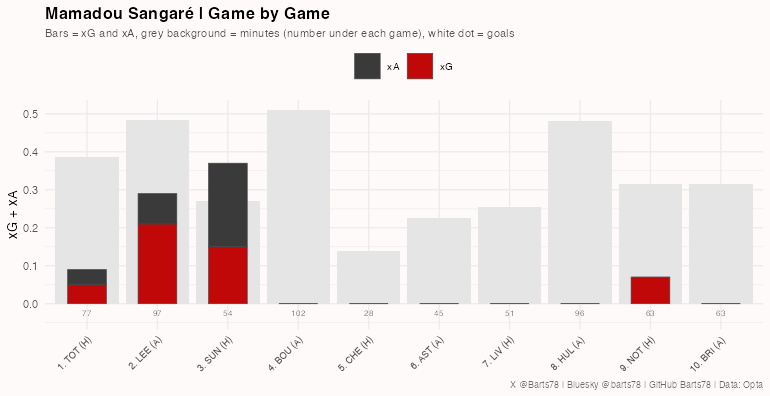 Mamadou Sangaré | Game by Game
Bars = xG and xA, grey background = minutes (number under each game), white dot = goals
xA xG
xG + xA
0.5
0.4
0.3
0.2
0.1
0.0
77 97 54 102 28 45 51 96 63 63
1. TOT (H) 2. LEE (A) 3. SUN (H) 4. BOU (A) 5. CHE (H) 6. AST (A) 7. LIV (H) 8. HUL (A) 9. NOT (H) 10. BRI (A)
X @Barts78 | Bluesky @barts78 | GitHub Barts78 | Data: Opta